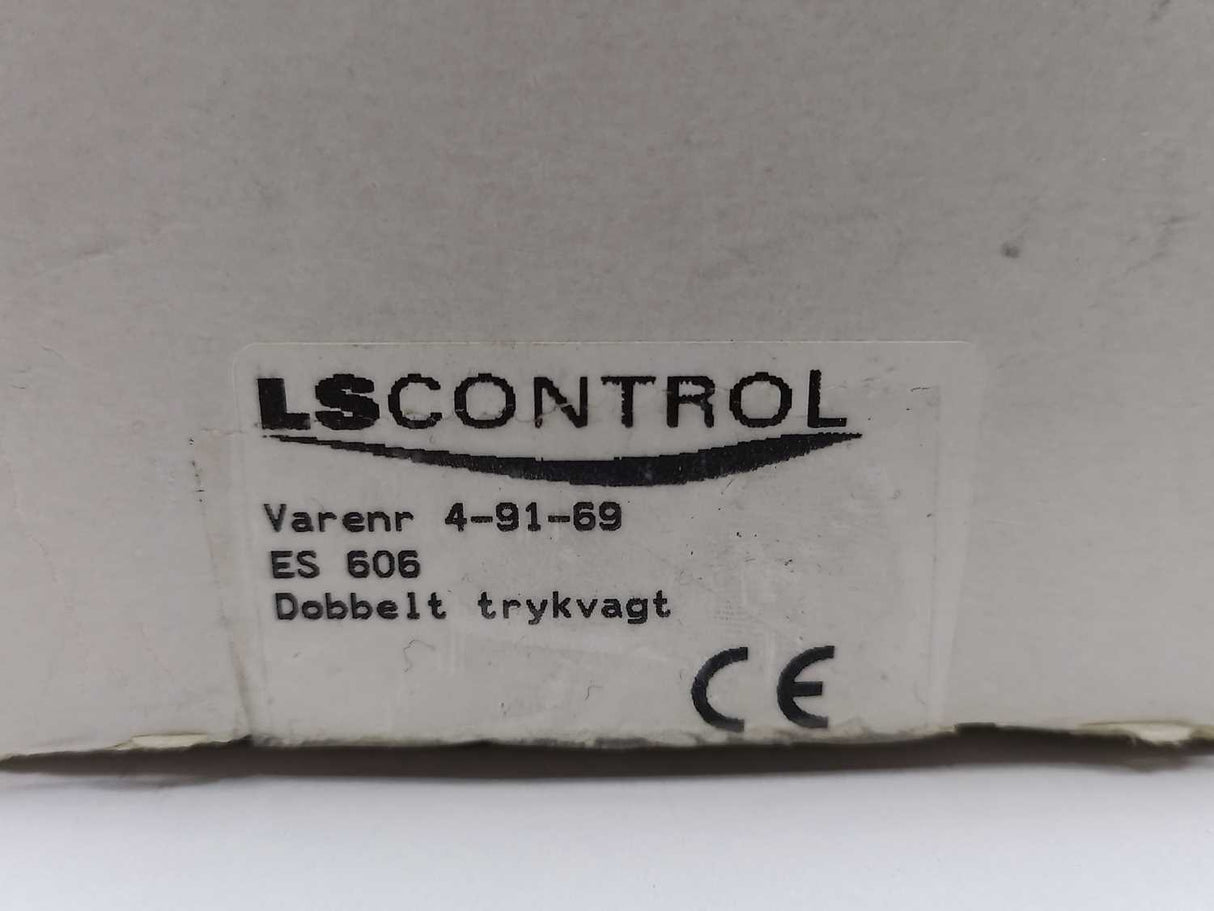 LSCONTROL
Varenr 4-91-69
ES 606
Dobbelt trykvagt
CE